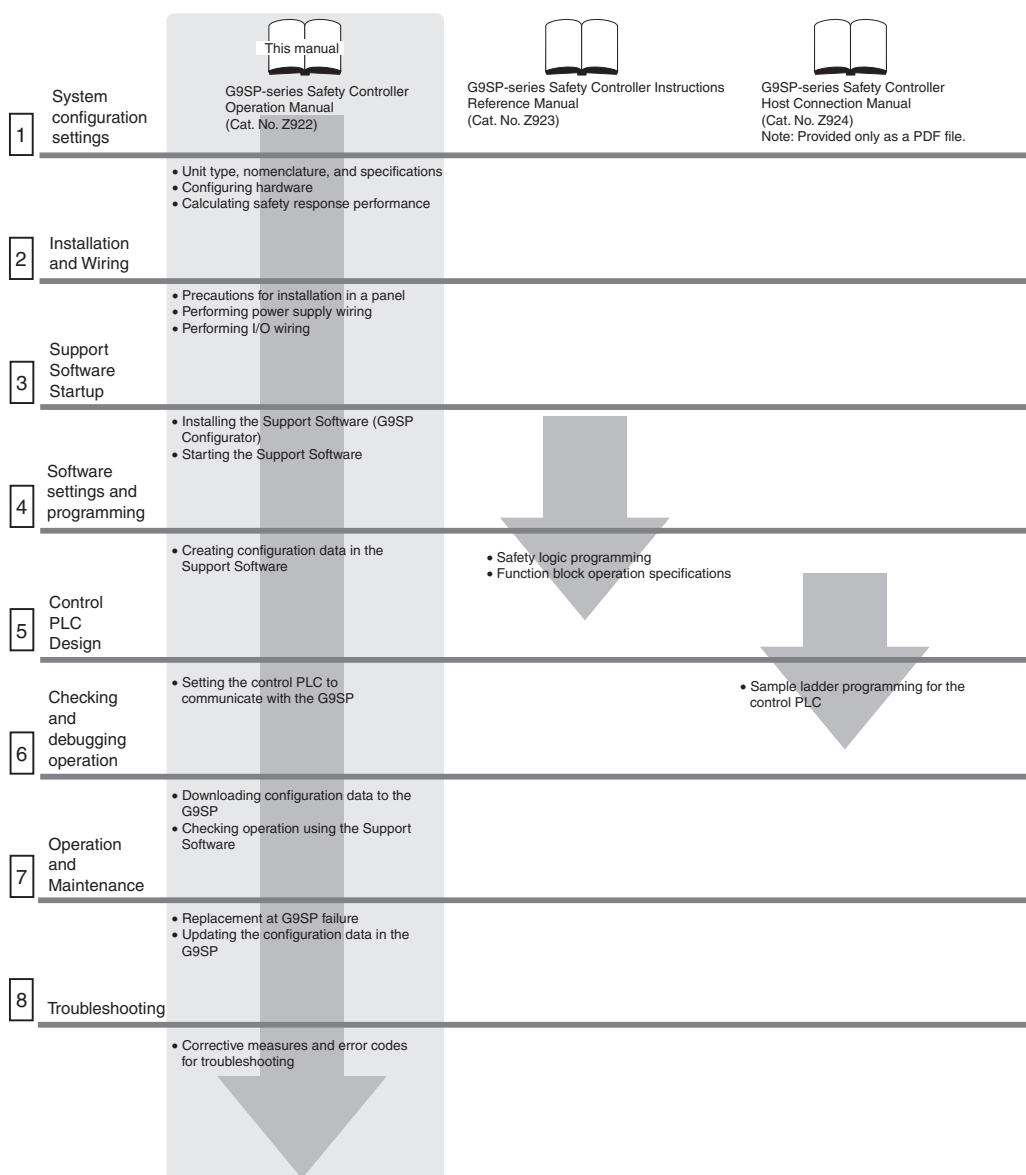 This manual
G9SP-series Safety Controller
Operation Manual
(Cat. No. Z922)
G9SP-series Safety Controller Instructions
Reference Manual
(Cat. No. Z923)
G9SP-series Safety Controller
Host Connection Manual
(Cat. No. Z924)
Note: Provided only as a PDF file.
1
System
configuration
settings
• Unit type, nomenclature, and specifications
• Configuring hardware
• Calculating safety response performance
2
Installation
and Wiring
• Precautions for installation in a panel
• Performing power supply wiring
• Performing I/O wiring
3
Support
Software
Startup
• Installing the Support Software (G9SP
Configurator)
• Starting the Support Software
4
Software
settings and
programming
• Creating configuration data in the
Support Software
• Safety logic programming
• Function block operation specifications
5
Control
PLC
Design
• Setting the control PLC to
communicate with the G9SP
• Sample ladder programming for the
control PLC
6
Checking
and
debugging
operation
• Downloading configuration data to the
G9SP
• Checking operation using the Support
Software
7
Operation
and
Maintenance
• Replacement at G9SP failure
• Updating the configuration data in the
G9SP
8
Troubleshooting
• Corrective measures and error codes
for troubleshooting